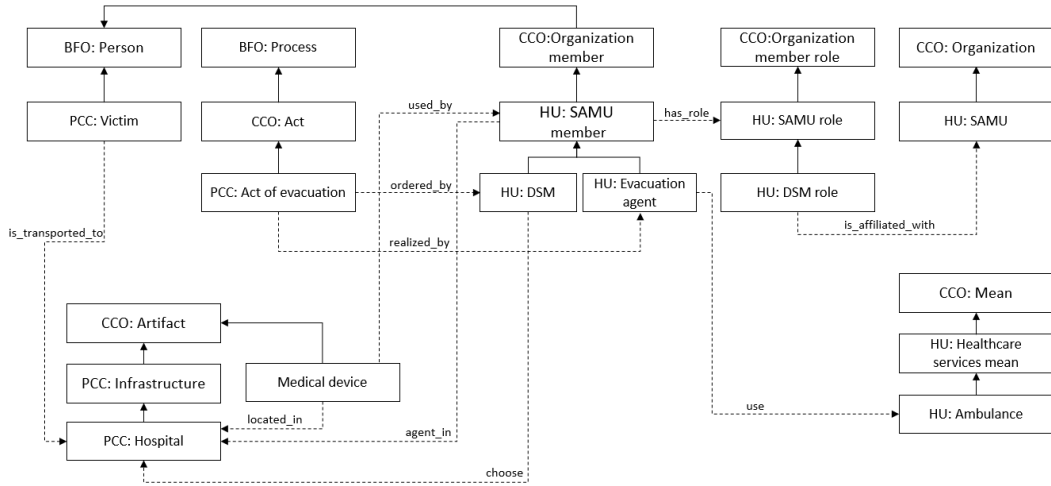 BFO: Person
BFO: Process
CCO:Organization
member
CCO:Organization
member role
CCO: Organization
PCC: Victim
CCO: Act
used_by
HU: SAMU
member
has_role
HU: SAMU role
HU: SAMU
PCC: Act of evacuation
ordered_by
HU: DSM
HU: Evacuation
agent
HU: DSM role
is_transported_to
realized_by
is_affiliated_with
CCO: Artifact
CCO: Mean
PCC: Infrastructure
Medical device
HU: Healthcare
services mean
located_in
use
HU: Ambulance
PCC: Hospital
agent_in
choose